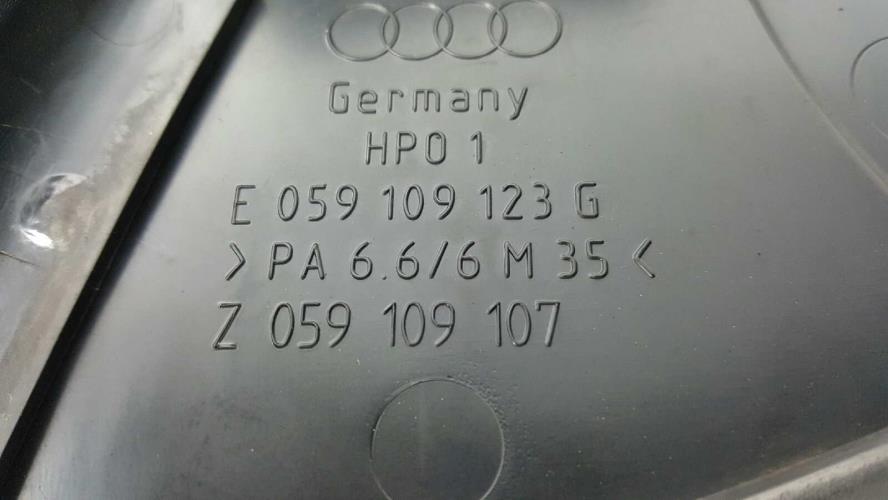 Germany
HPO 1
E 059 109 123 G
> PA 6.6/6 M 35 <
Z 059 109 107